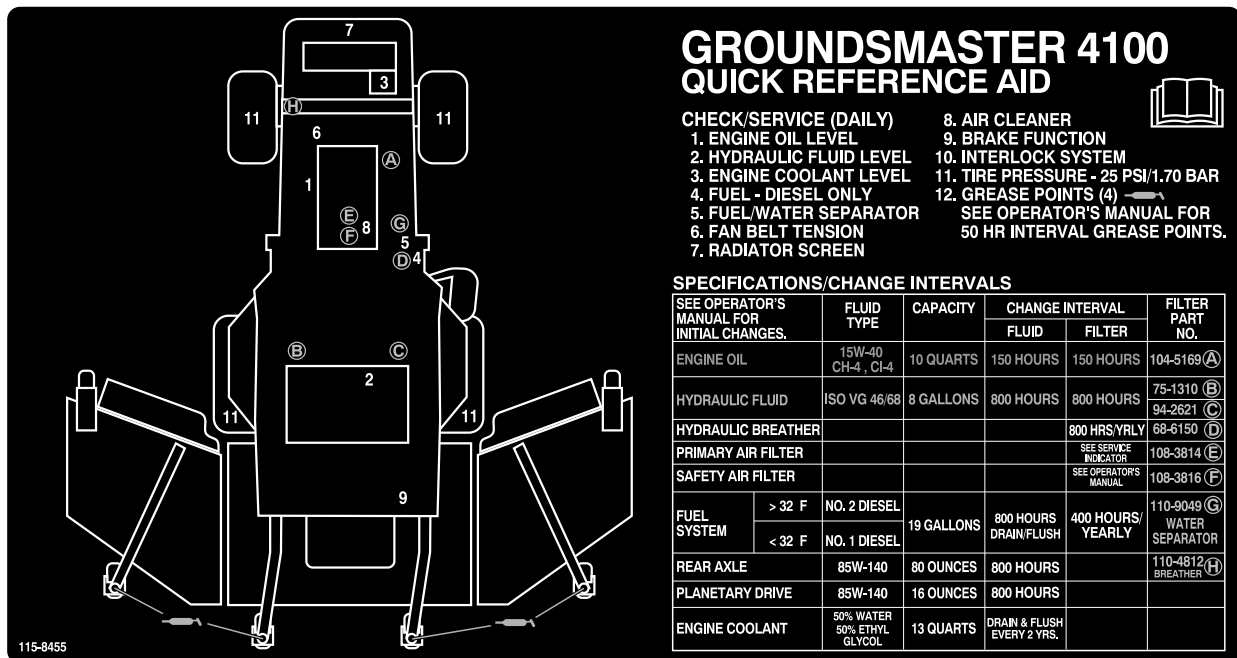 7
3
H
11
11
6
A
1
E
G
8
F
5
D
4
B
C
2
11
11
9
115-8455
GROUNDSMASTER 4100
QUICK REFERENCE AID
CHECK/SERVICE (DAILY)
1. ENGINE OIL LEVEL
2. HYDRAULIC FLUID LEVEL
3. ENGINE COOLANT LEVEL
4. FUEL - DIESEL ONLY
5. FUEL/WATER SEPARATOR
6. FAN BELT TENSION
7. RADIATOR SCREEN
8. AIR CLEANER
9. BRAKE FUNCTION
10. INTERLOCK SYSTEM
11. TIRE PRESSURE - 25 PSI/1.70 BAR
12. GREASE POINTS (4)
SEE OPERATOR'S MANUAL FOR
50 HR INTERVAL GREASE POINTS.
SPECIFICATIONS/CHANGE INTERVALS
SEE OPERATOR'S
MANUAL FOR
INITIAL CHANGES.
FLUID
TYPE
CAPACITY
CHANGE INTERVAL
FLUID
FILTER
FILTER
PART
NO.
ENGINE OIL
15W-40
CH-4 , CI-4
10 QUARTS
150 HOURS
150 HOURS
104-5169 A
HYDRAULIC FLUID
ISO VG 46/68
8 GALLONS
800 HOURS
800 HOURS
75-1310 B
94-2621 C
HYDRAULIC BREATHER
800 HRS/YRLY
68-6150 D
PRIMARY AIR FILTER
SEE SERVICE
INDICATOR
108-3814 E
SAFETY AIR FILTER
SEE OPERATOR'S
MANUAL
108-3816 F
FUEL
SYSTEM
> 32 F
NO. 2 DIESEL
< 32 F
NO. 1 DIESEL
19 GALLONS
800 HOURS
DRAIN/FLUSH
400 HOURS/
YEARLY
110-9049 G
WATER
SEPARATOR
REAR AXLE
85W-140
80 OUNCES
800 HOURS
110-4812 H
BREATHER
PLANETARY DRIVE
85W-140
16 OUNCES
800 HOURS
ENGINE COOLANT
50% WATER
50% ETHYL
GLYCOL
13 QUARTS
DRAIN & FLUSH
EVERY 2 YRS.